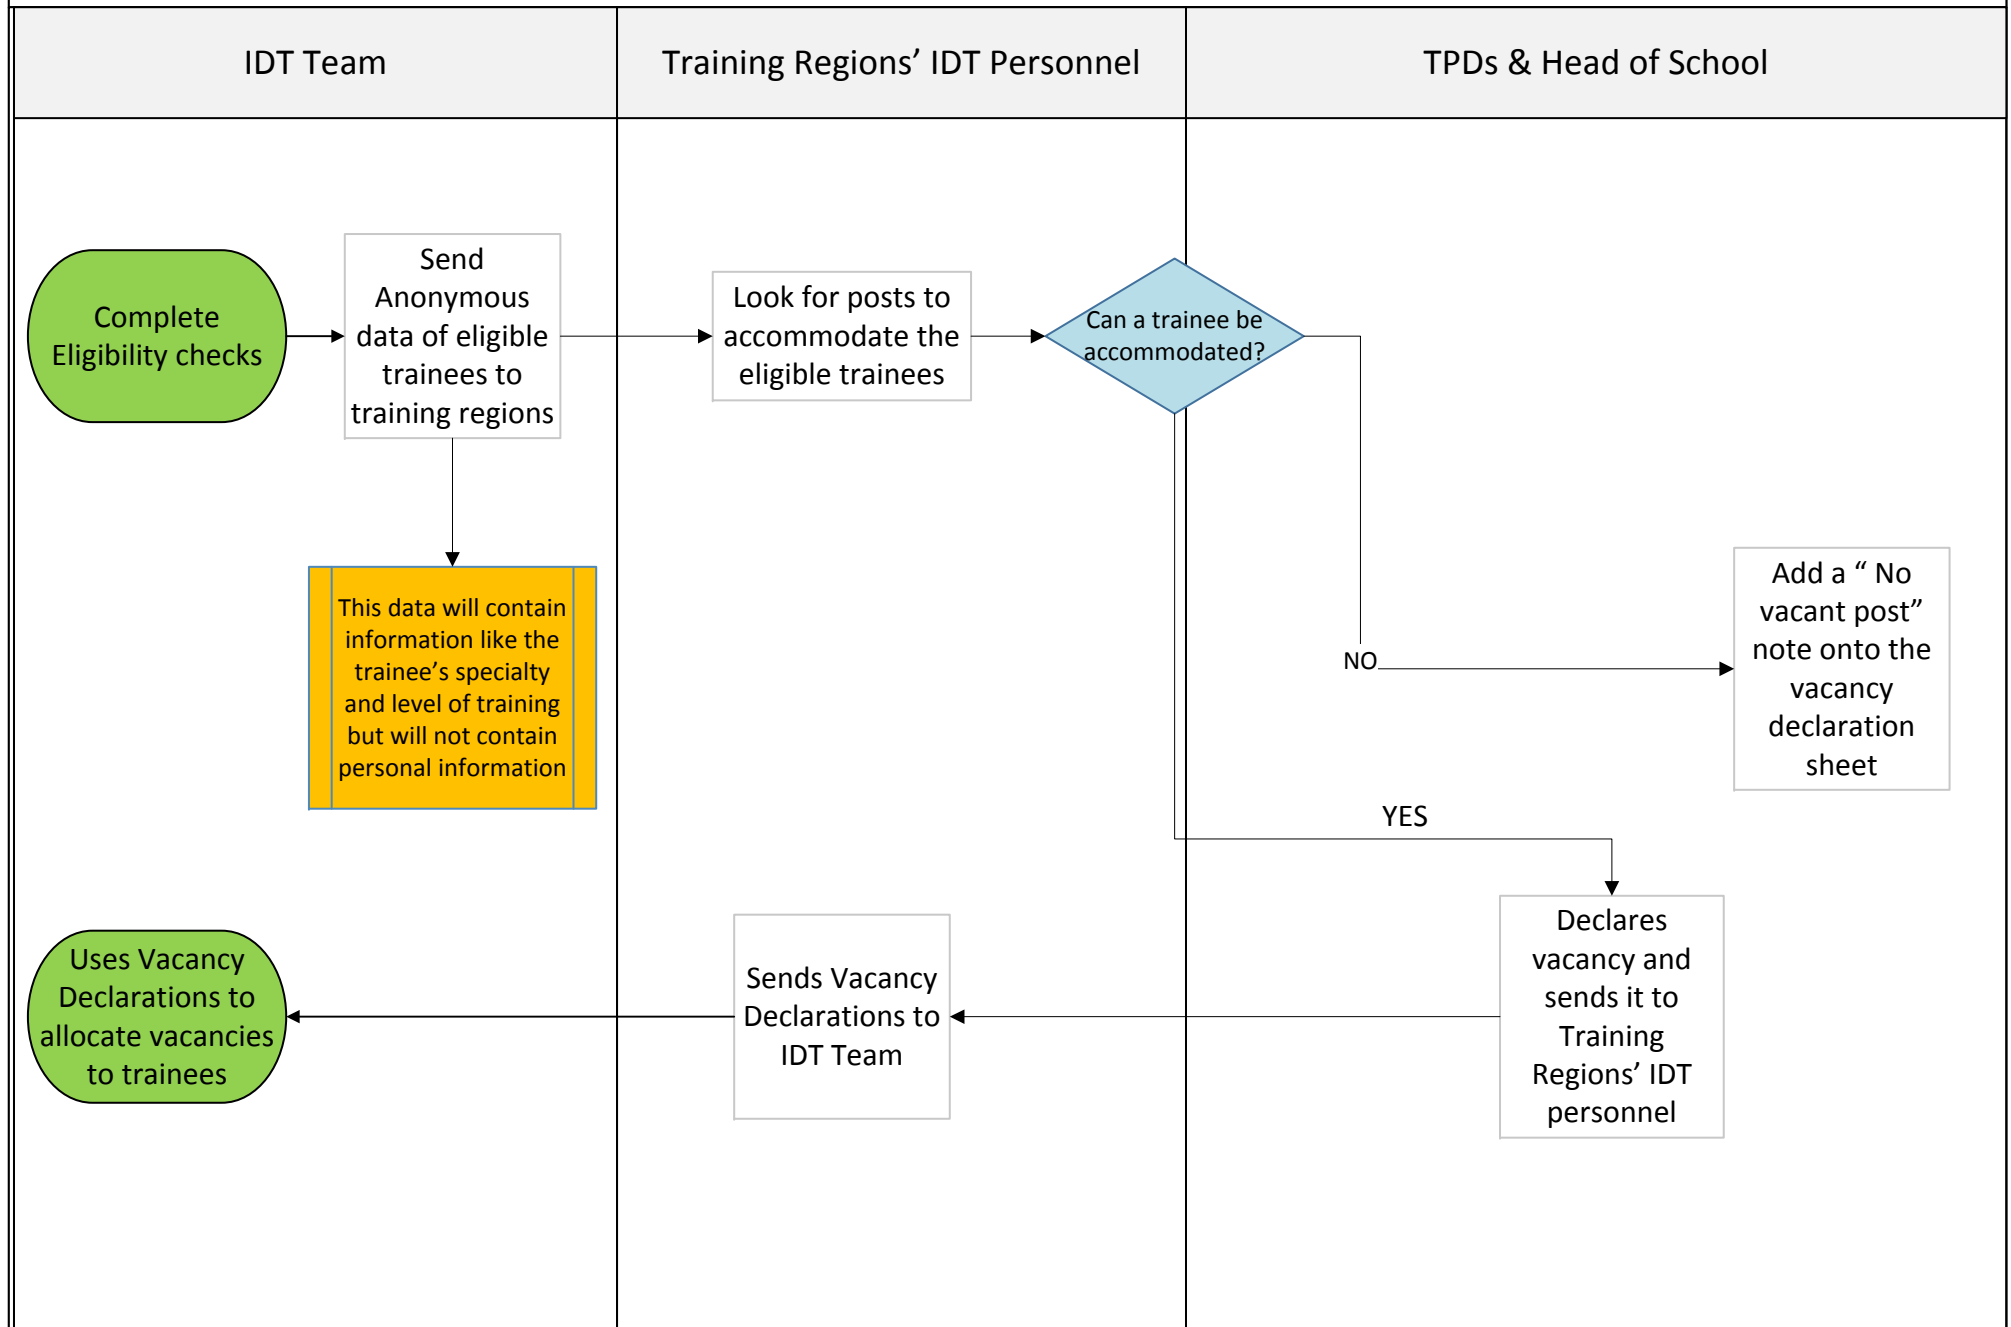 IDT Team
Training Regions’ IDT Personnel
TPDs & Head of School
Complete
Eligibility checks
Send
Anonymous
data of eligible
trainees to
training regions
Look for posts to
accommodate the
eligible trainees
Can a trainee be
accommodated?
This data will contain
information like the
trainee’s specialty
and level of training
but will not contain
personal information
NO
Add a “ No
vacant post”
note onto the
vacancy
declaration
sheet
YES
Uses Vacancy
Declarations to
allocate vacancies
to trainees
Sends Vacancy
Declarations to
IDT Team
Declares
vacancy and
sends it to
Training
Regions’ IDT
personnel